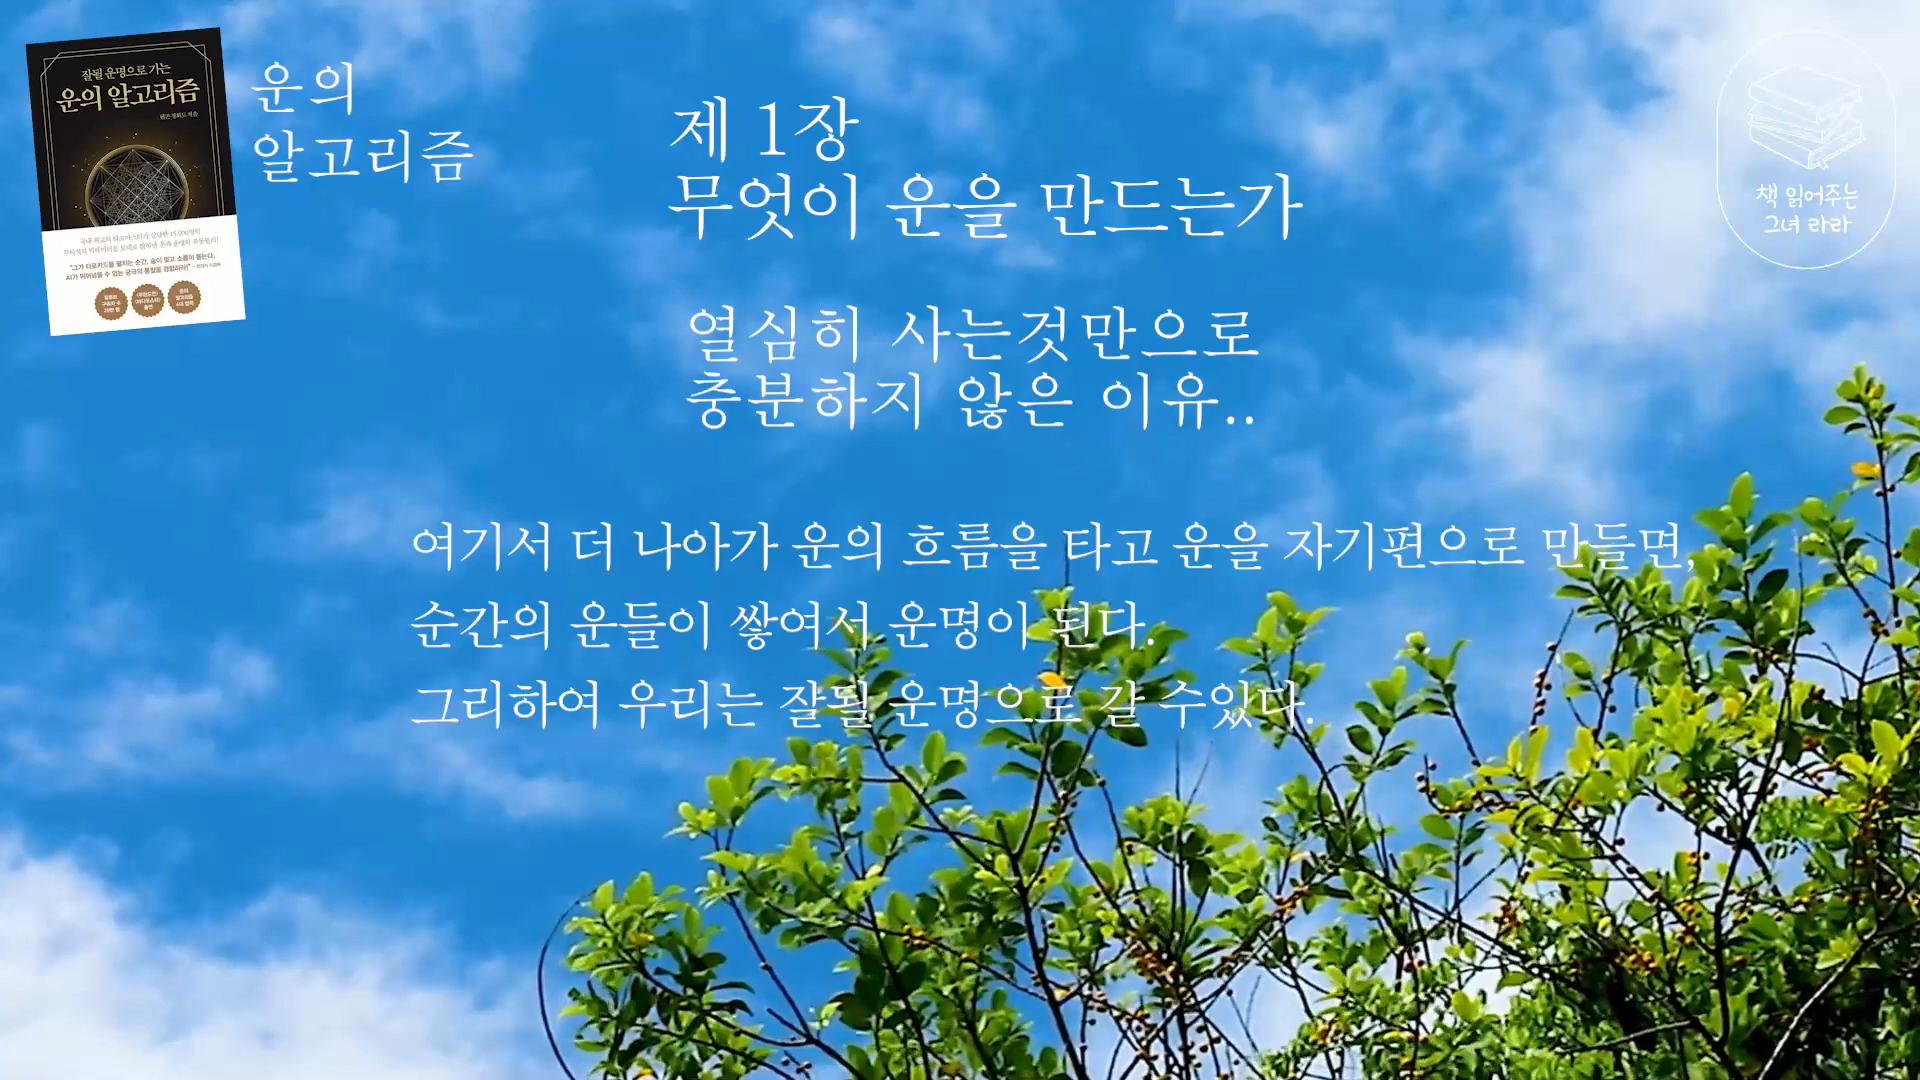 잘될 운명으로 가는
운의 알고리즘
운의
알고리즘
제 1장
무엇이 운을 만드는가
열심히 사는것만으로
충분하지 않은 이유..
여기서 더 나아가 운의 흐름을 타고 운을 자기편으로 만들면,
순간의 운들이 쌓여서 운명이 된다.
그리하여 우리는 잘될 운명으로 갈 수있다.
책 읽어주는
그녀 라라